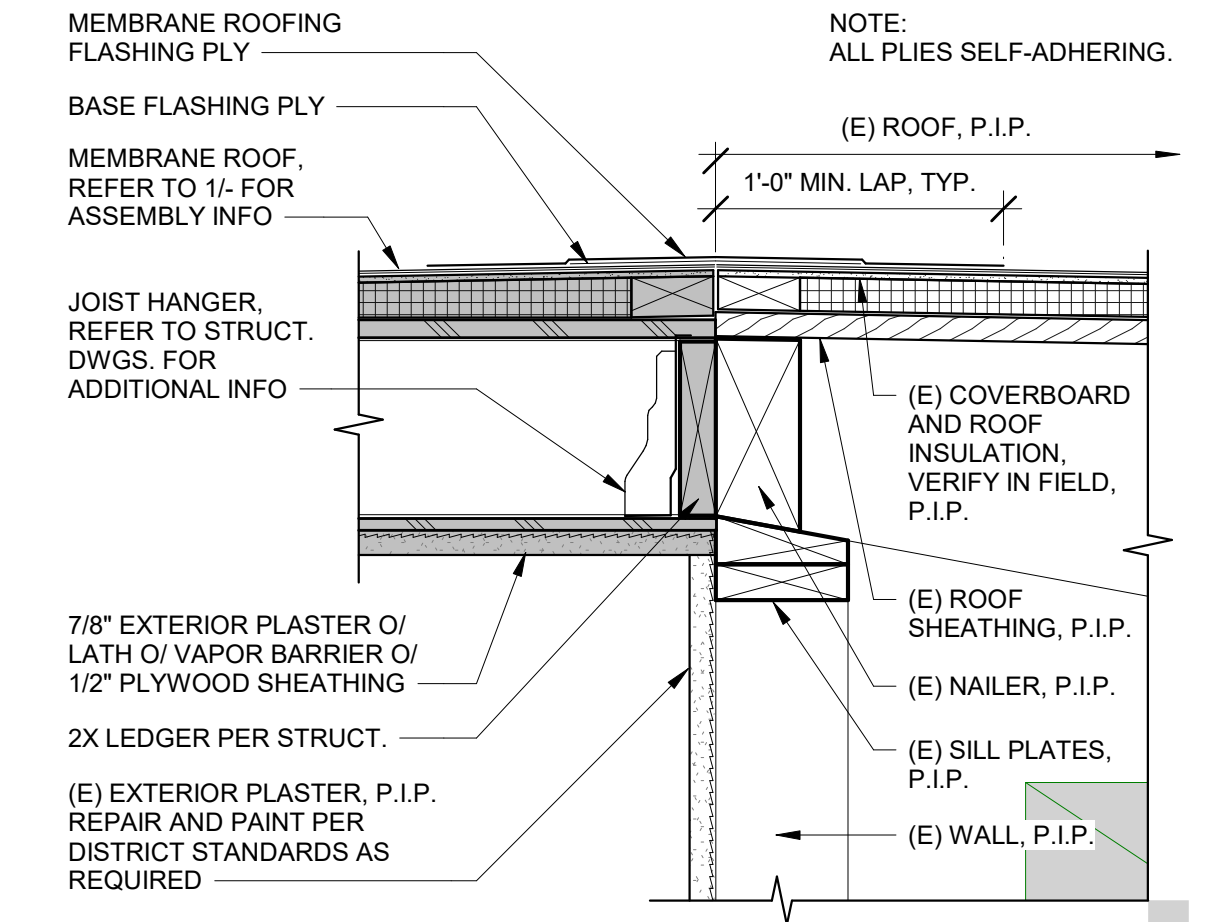 MEMBRANE ROOFING
FLASHING PLY
BASE FLASHING PLY
MEMBRANE ROOF,
REFER TO 1/- FOR
ASSEMBLY INFO
JOIST HANGER,
REFER TO STRUCT.
DWGS. FOR
ADDITIONAL INFO
7/8" EXTERIOR PLASTER O/
LATH O/ VAPOR BARRIER O/
1/2" PLYWOOD SHEATHING
2X LEDGER PER STRUCT.
(E) EXTERIOR PLASTER, P.I.P.
REPAIR AND PAINT PER
DISTRICT STANDARDS AS
REQUIRED
NOTE:
ALL PLIES SELF-ADHERING.
(E) ROOF, P.I.P.
1'-0" MIN. LAP, TYP.
(E) COVERBOARD
AND ROOF
INSULATION,
VERIFY IN FIELD,
P.I.P.
(E) ROOF
SHEATHING, P.I.P.
(E) NAILER, P.I.P.
(E) SILL PLATES,
P.I.P.
(E) WALL, P.I.P.